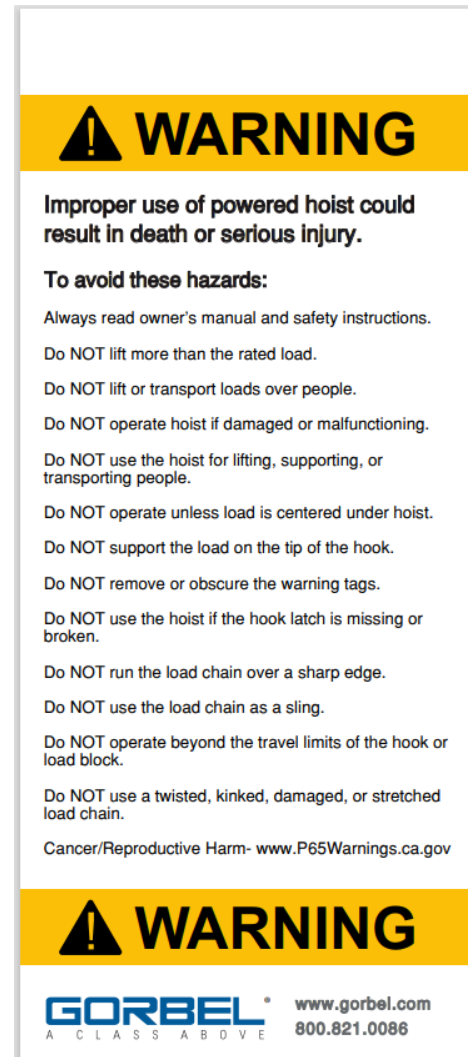 WARNING
Improper use of powered hoist could
result in death or serious injury.
To avoid these hazards:
Always read owner's manual and safety instructions.
Do NOT lift more than the rated load.
Do NOT lift or transport loads over people.
Do NOT operate hoist if damaged or malfunctioning.
Do NOT use the hoist for lifting, supporting, or
transporting people.
Do NOT operate unless load is centered under hoist.
Do NOT support the load on the tip of the hook.
Do NOT remove or obscure the warning tags.
Do NOT use the hoist if the hook latch is missing or
broken.
Do NOT run the load chain over a sharp edge.
Do NOT use the load chain as a sling.
Do NOT operate beyond the travel limits of the hook or
load block.
Do NOT use a twisted, kinked, damaged, or stretched
load chain.
Cancer/Reproductive Harm- www.P65Warnings.ca.gov
WARNING
GORBEL
A CLASS ABOVE
www.gorbel.com
800.821.0086